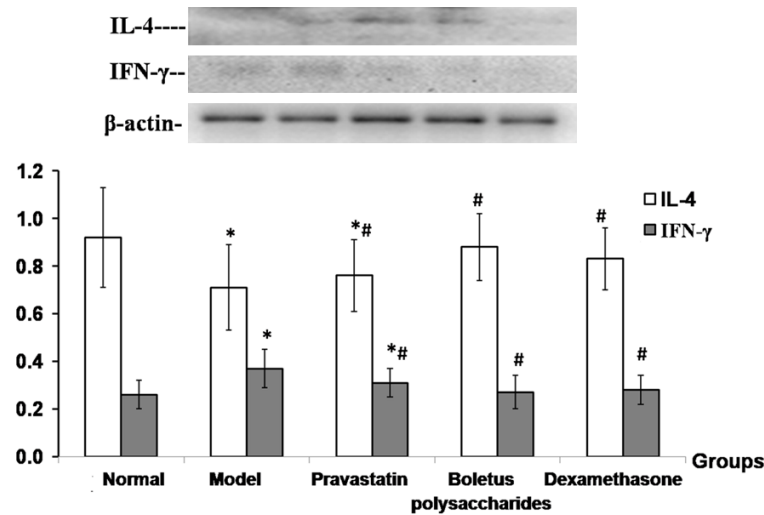 IL-4----
IFN-γ--
β-actin-
1.2
1.0
0.8
0.6
0.4
0.2
0.0
*
*
*#
*#
#
#
#
#
IL-4
IFN-γ
Normal Model Pravastatin Boletus polysaccharides Dexamethasone
Groups